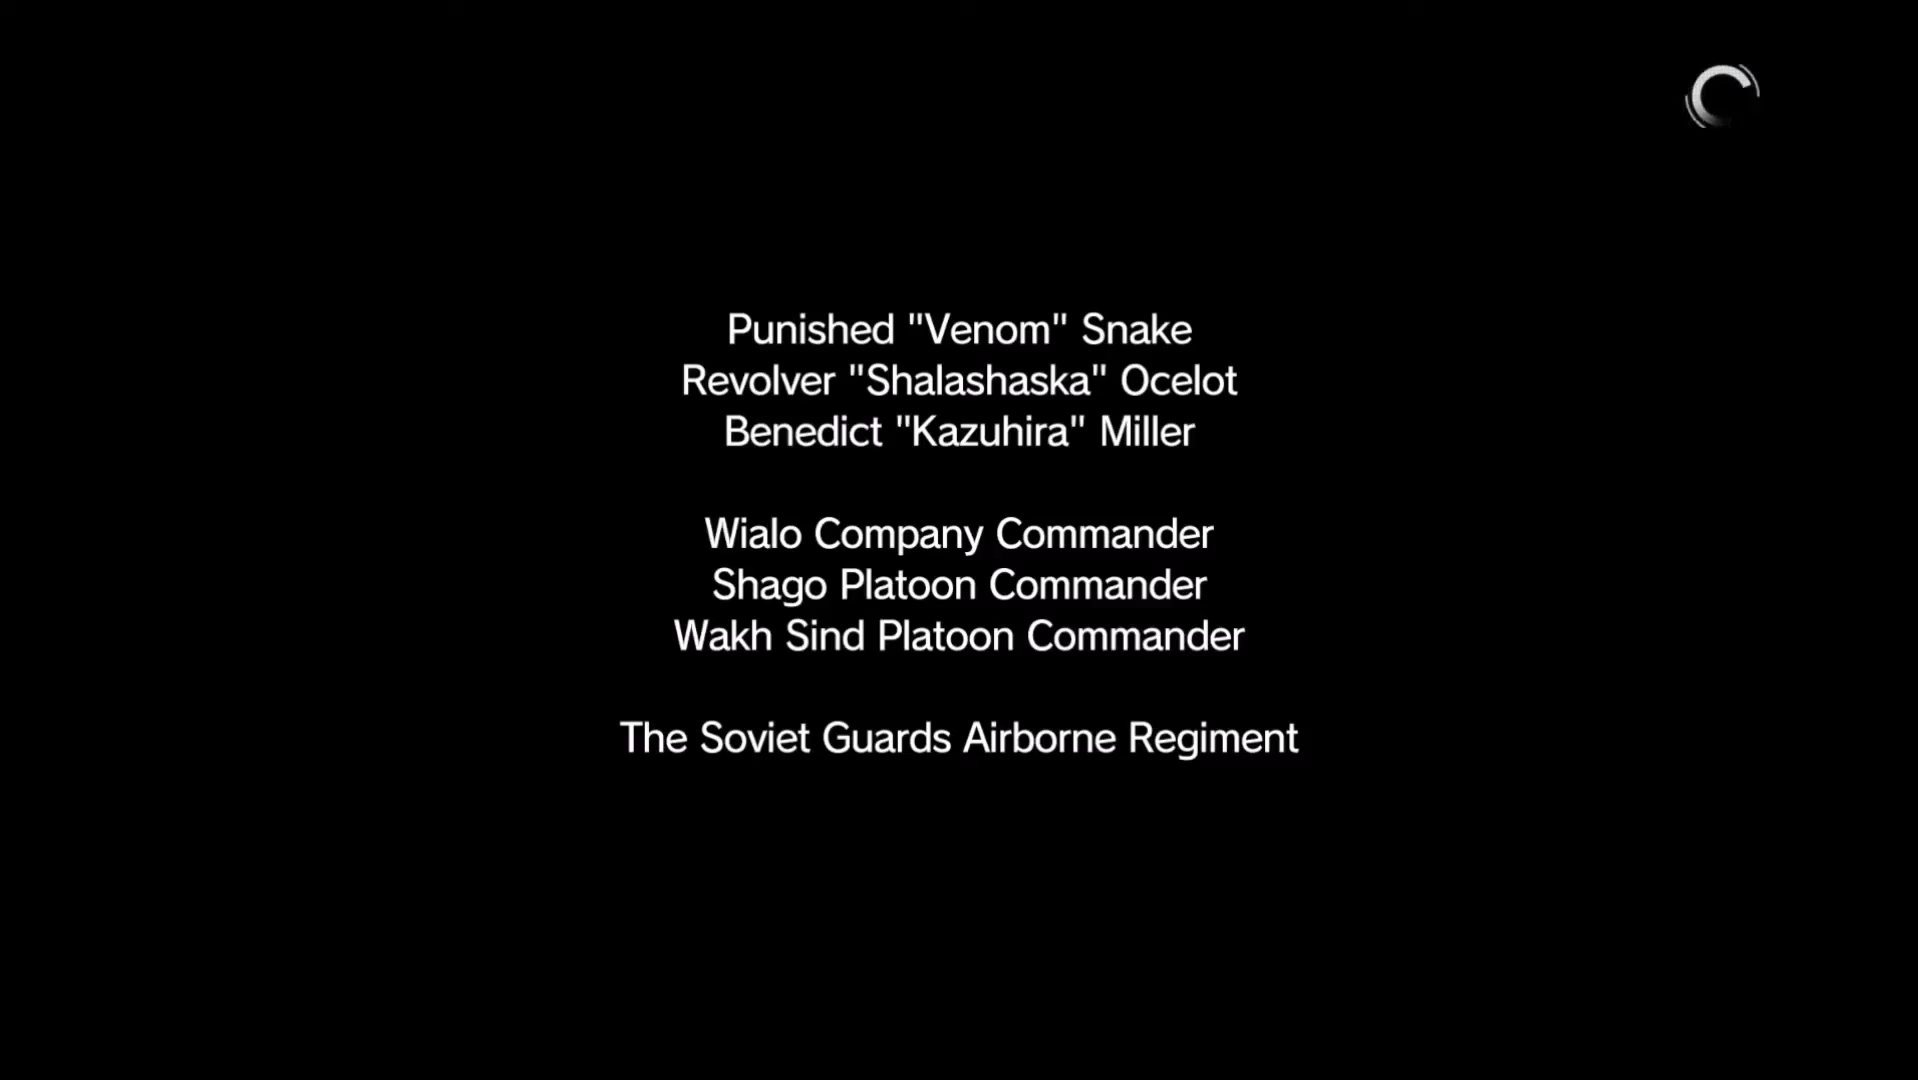 Punished "Venom" Snake
Revolver "Shalashaska" Ocelot
Benedict "Kazuhira" Miller
Wialo Company Commander
Shago Platoon Commander
Wakh Sind Platoon Commander
The Soviet Guards Airborne Regiment